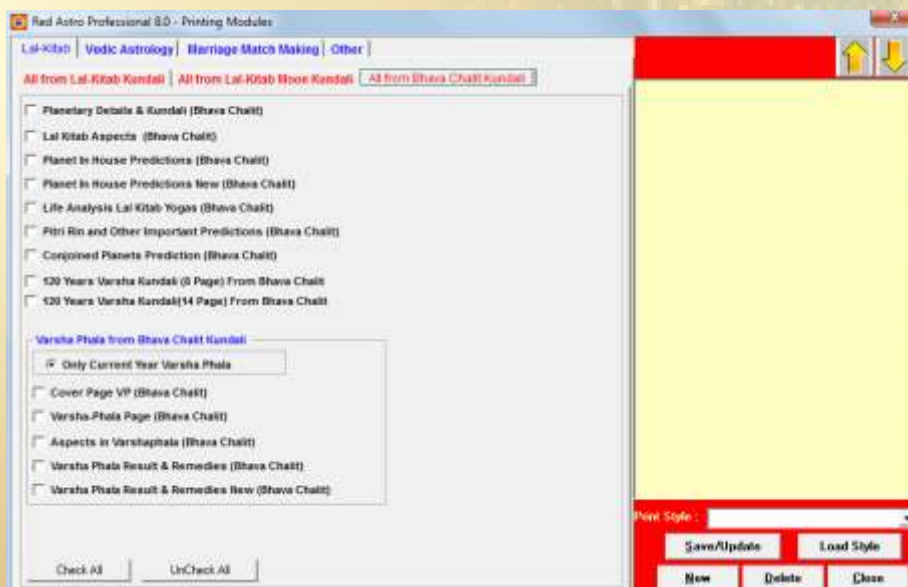 Red Astro Professional 8.0 - Printing Modules
Lal-Kitab Vedic Astrology Marriage Match Making Other
All from Lal-Kitab Kundali All from Lal-Kitab Moon Kundali All from Bhava Chalit Kundali
Planetary Details & Kundali (Bhava Chalit)
Lal Kitab Aspects (Bhava Chalit)
Planet In House Predictions (Bhava Chalit)
Planet In House Predictions New (Bhava Chalit)
Life Analysis Lal Kitab Yogas (Bhava Chalit)
Pitri Rin and Other Important Predictions (Bhava Chalit)
Conjoined Planets Prediction (Bhava Chalit)
120 Years Varsha Kundali (8 Page) From Bhava Chalit
120 Years Varsha Kundali(14 Page) From Bhava Chalit
Varsha Phala from Bhava Chalit Kundali
Only Current Year Varsha Phala
Cover Page VP (Bhava Chalit)
Varsha-Phala Page (Bhava Chalit)
Aspects in Varshaphala (Bhava Chalit)
Varsha Phala Result & Remedies (Bhava Chalit)
Varsha Phala Result & Remedies New (Bhava Chalit)
Check All UnCheck All
Print Style :
Save/Update Load Style
New Delete Close